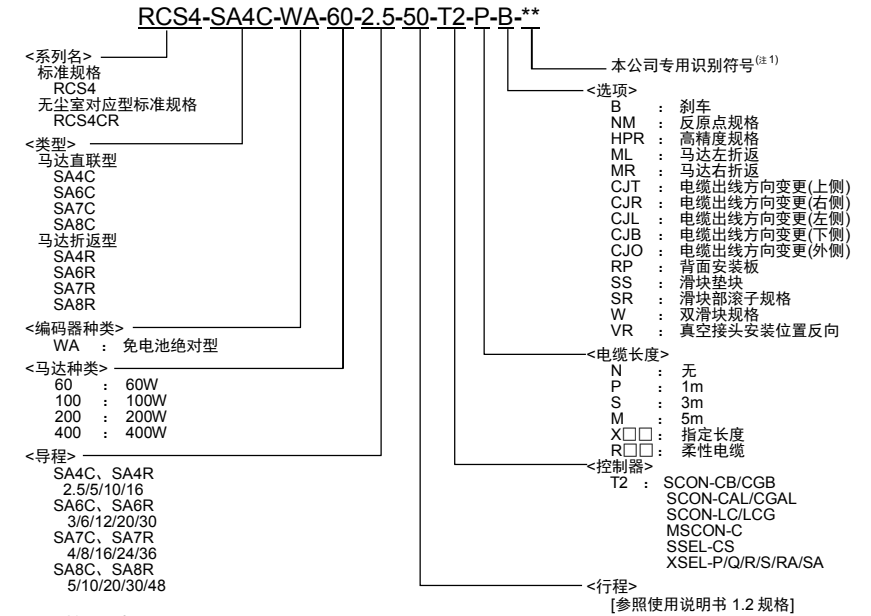 RCS4-SA4C-WA-60-2.5-50-T2-P-B-**
<系列名>
标准规格
RCS4
无尘室对应型标准规格
RCS4CR
<类型>
马达直联型
SA4C
SA6C
SA7C
SA8C
马达折返型
SA4R
SA6R
SA7R
SA8R
<编码器种类>
WA : 免电池绝对型
<马达种类>
60 : 60W
100 : 100W
200 : 200W
400 : 400W
<导程>
SA4C、SA4R
2.5/5/10/16
SA6C、SA6R
3/6/12/20/30
SA7C、SA7R
4/8/16/24/36
SA8C、SA8R
5/10/20/30/48
本公司专用识别符号(注1)
<选项>
B : 刹车
NM : 反原点规格
HPR : 高精度规格
ML : 马达左折返
MR : 马达右折返
CJT : 电缆出线方向变更(上侧)
CJR : 电缆出线方向变更(右侧)
CJL : 电缆出线方向变更(左侧)
CJB : 电缆出线方向变更(下侧)
CJO : 电缆出线方向变更(外侧)
RP : 背面安装板
SS : 滑块垫块
SR : 滑块部滚子规格
W : 双滑块规格
VR : 真空接头安装位置反向
<电缆长度>
N : 无
P : 1m
S : 3m
M : 5m
X□□ : 指定长度
R□□ : 柔性电缆
<控制器>
T2 : SCON-CB/CGB
SCON-CAL/CGAL
SCON-LC/LCG
MSCON-C
SSEL-CS
XSEL-P/Q/R/S/RA/SA
<行程>
[参照使用说明书 1.2 规格]